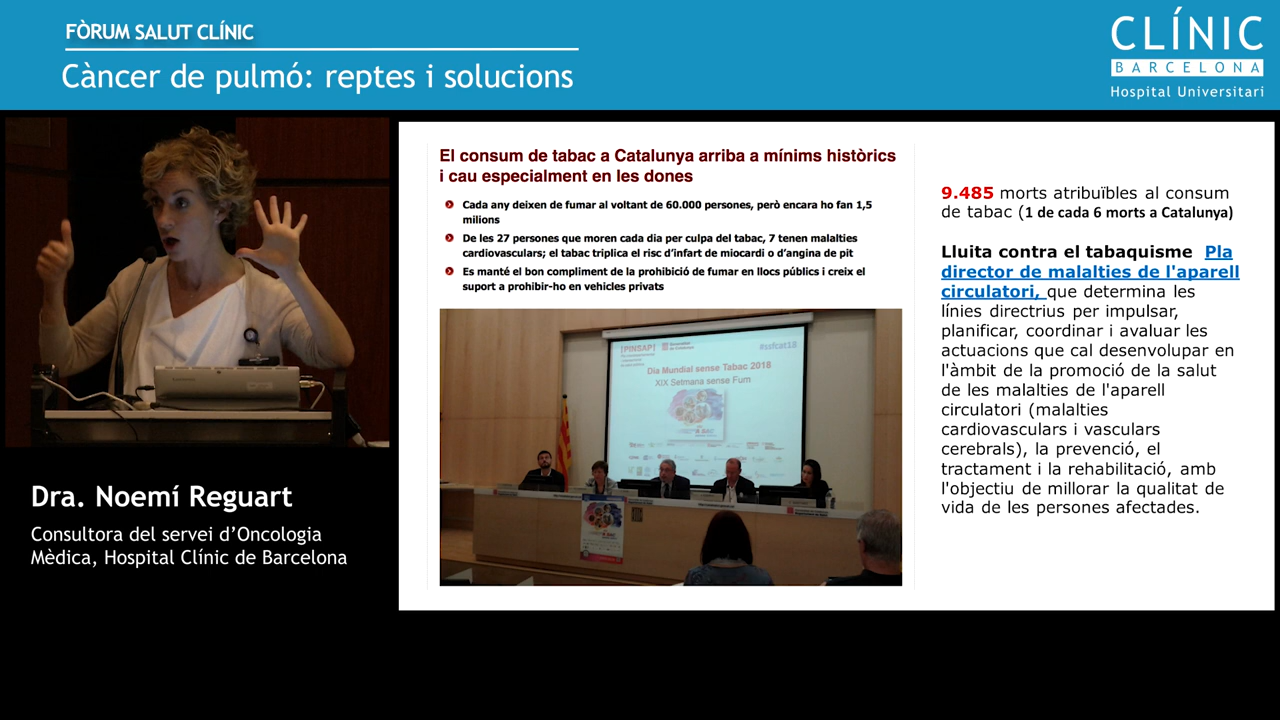 FÒRUM SALUT CLÍNIC
Càncer de pulmó: reptes i solucions
CLÍNIC
BARCELONA
Hospital Universitari
El consum de tabac a Catalunya arriba a mínims històrics
i cau especialment en les dones
Cada any deixen de fumar al voltant de 60.000 persones, però encara ho fan 1,5
milions
De les 27 persones que moren cada dia per culpa del tabac, 7 tenen malalties
cardiovasculars; el tabac triplica el risc d'infart de miocardi o d'angina de pit
Es manté el bon compliment de la prohibició de fumar en llocs públics i creix el
suport a prohibir-ho en vehicles privats
[PINSAP]
Generalitat
de Catalunya
#ssfcat18
Dia Mundial sense Tabac 2018
XIX Setmana sense Fum
9.485 morts atribuïbles al consum
de tabac (1 de cada 6 morts a Catalunya)
Lluita contra el tabaquisme Pla
director de malalties de l'aparell
circulatori, que determina les
línies directrius per impulsar,
planificar, coordinar i avaluar les
actuacions que cal desenvolupar en
l'àmbit de la promoció de la salut
de les malalties de l'aparell
circulatori (malalties
cardiovasculars i vasculars
cerebrals), la prevenció, el
tractament i la rehabilitació, amb
l'objectiu de millorar la qualitat de
vida de les persones afectades.
Dra. Noemí Reguart
Consultora del servei d'Oncologia
Mèdica, Hospital Clínic de Barcelona